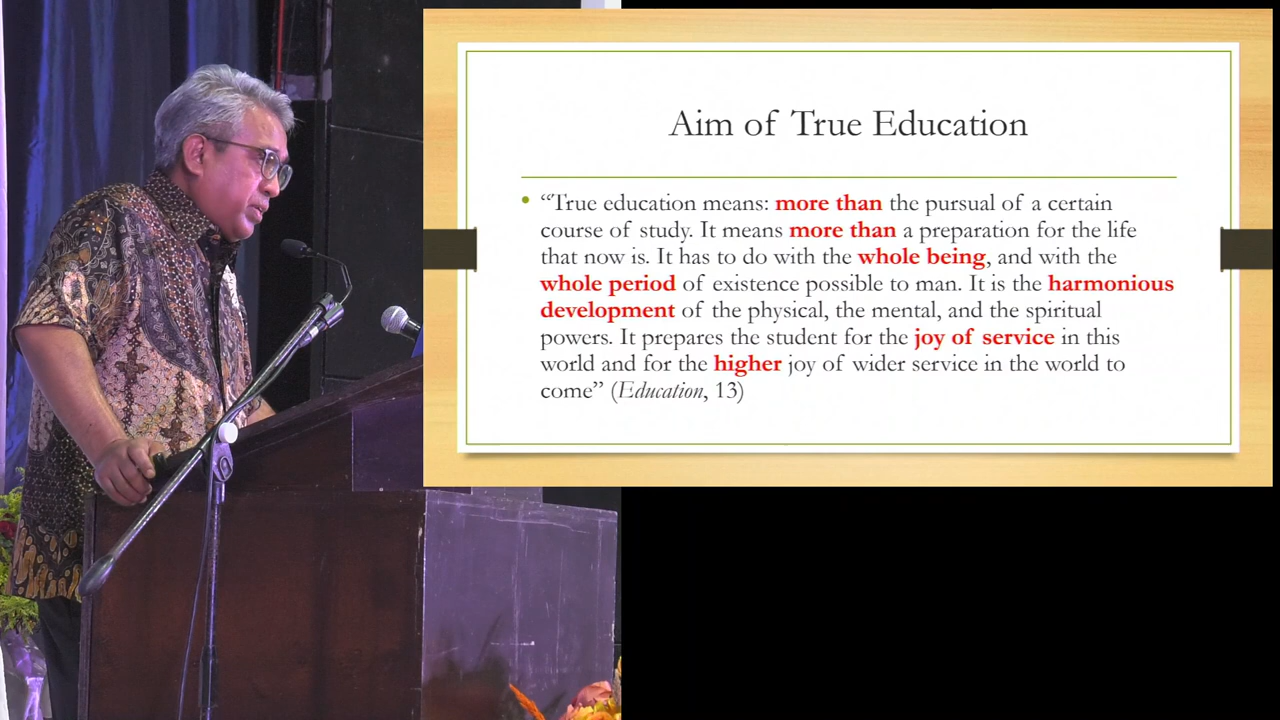 Aim of True Education
• “True education means: more than the pursual of a certain
course of study. It means more than a preparation for the life
that now is. It has to do with the whole being, and with the
whole period of existence possible to man. It is the harmonious
development of the physical, the mental, and the spiritual
powers. It prepares the student for the joy of service in this
world and for the higher joy of wider service in the world to
come” (Education, 13)